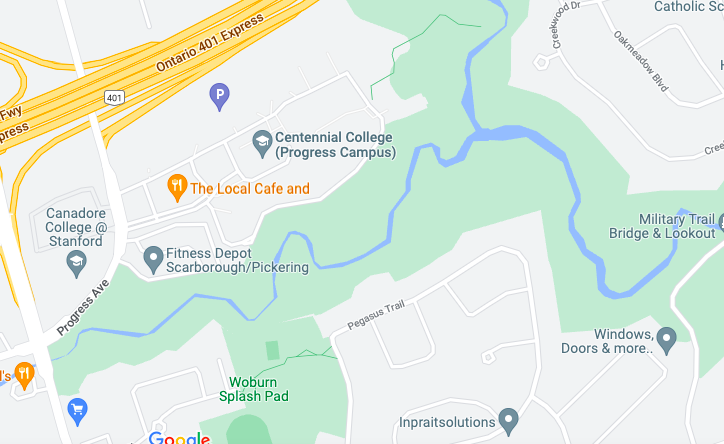 Catholic Sc
Creekwood Dr
Oakmeadow Blvd
Ontario 401 Express
401
Fwy
press
P
H
Cree
Centennial College
(Progress Campus)
The Local Cafe and
Canadore
College @
Stanford
Military Trail
Bridge & Lookout
Fitness Depot
Scarborough/Pickering
Progress Ave
Pegasus Trail
Windows,
Doors & more..
l's
Woburn
Splash Pad
Inpraitsolutions
Google